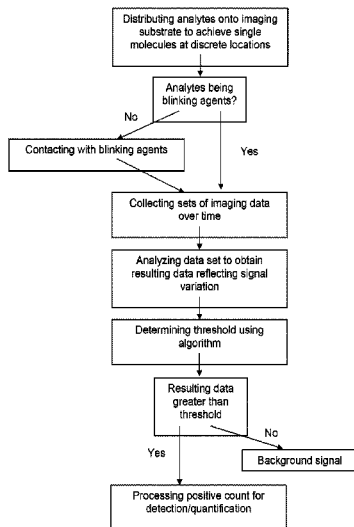 Distributing analytes onto imaging
substrate to achieve single
molecules at discrete locations
Analytes being
blinking agents?
No
Yes
Contacting with blinking agents
Collecting sets of imaging data
over time
Analyzing data set to obtain
resulting data reflecting signal
variation
Determining threshold using
algorithm
Resulting data
greater than
threshold
No
Yes
Background signal
Processing positive count for
detection/quantification